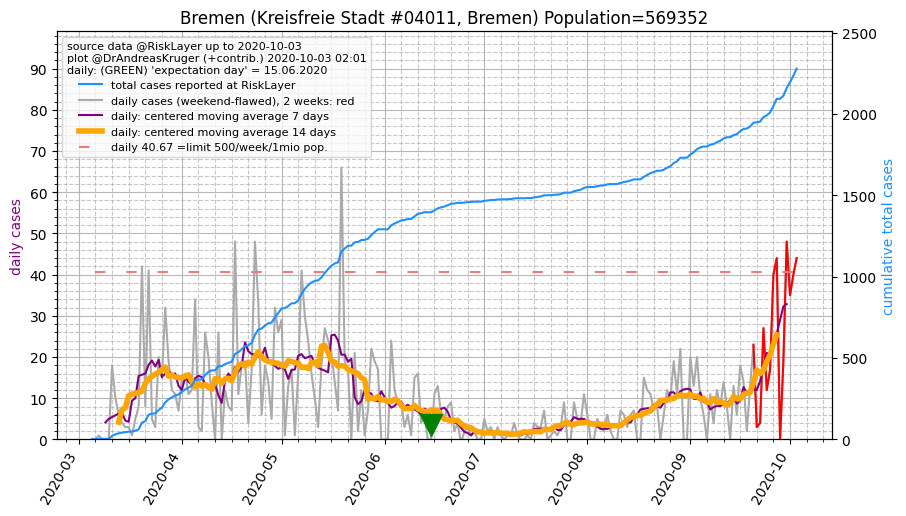 Bremen (Kreisfreie Stadt #04011, Bremen) Population=569352
source data @RiskLayer up to 2020-10-03
plot @DrAndreasKruger (+contrib.) 2020-10-03 02:01
daily: (GREEN) 'expectation day' = 15.06.2020
total cases reported at RiskLayer
daily cases (weekend-flawed), 2 weeks: red
daily: centered moving average 7 days
daily: centered moving average 14 days
daily 40.67 =limit 500/week/1mio pop.
daily cases
90
80
70
60
50
40
30
20
10
0
2500
2000
1500
1000
500
0
cumulative total cases
2020-03
2020-04
2020-05
2020-06
2020-07
2020-08
2020-09
2020-10